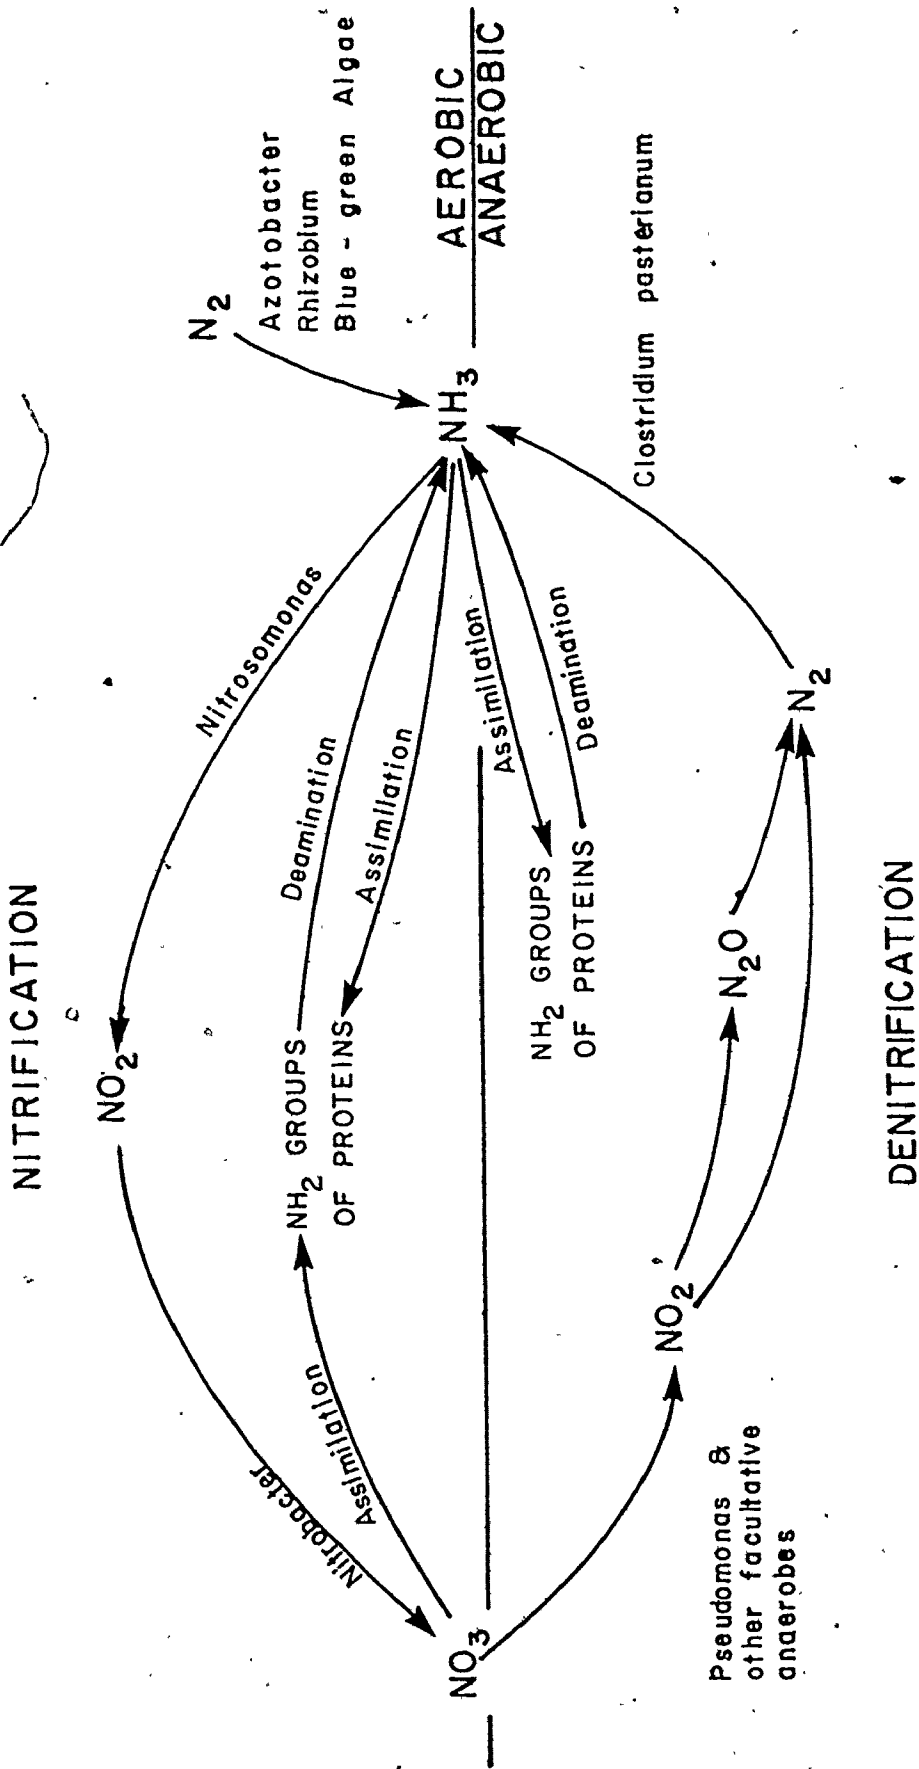 NITRIFICATION
NO2
Nitrosomonas
Nitrobacter
N2
Azotobacter
Rhizobium
Blue - green Algae
Deamination
Assimilation
Assimilation
NH2 GROUPS
OF PROTEINS
NO3
NH3
AEROBIC
ANAEROBIC
Assimilation
Deamination
NH2 GROUPS
OF PROTEINS
Clostridium pasterianum
NO2
N2O
N2
Pseudomonas &
other facultative
anaerobes
DENITRIFICATION